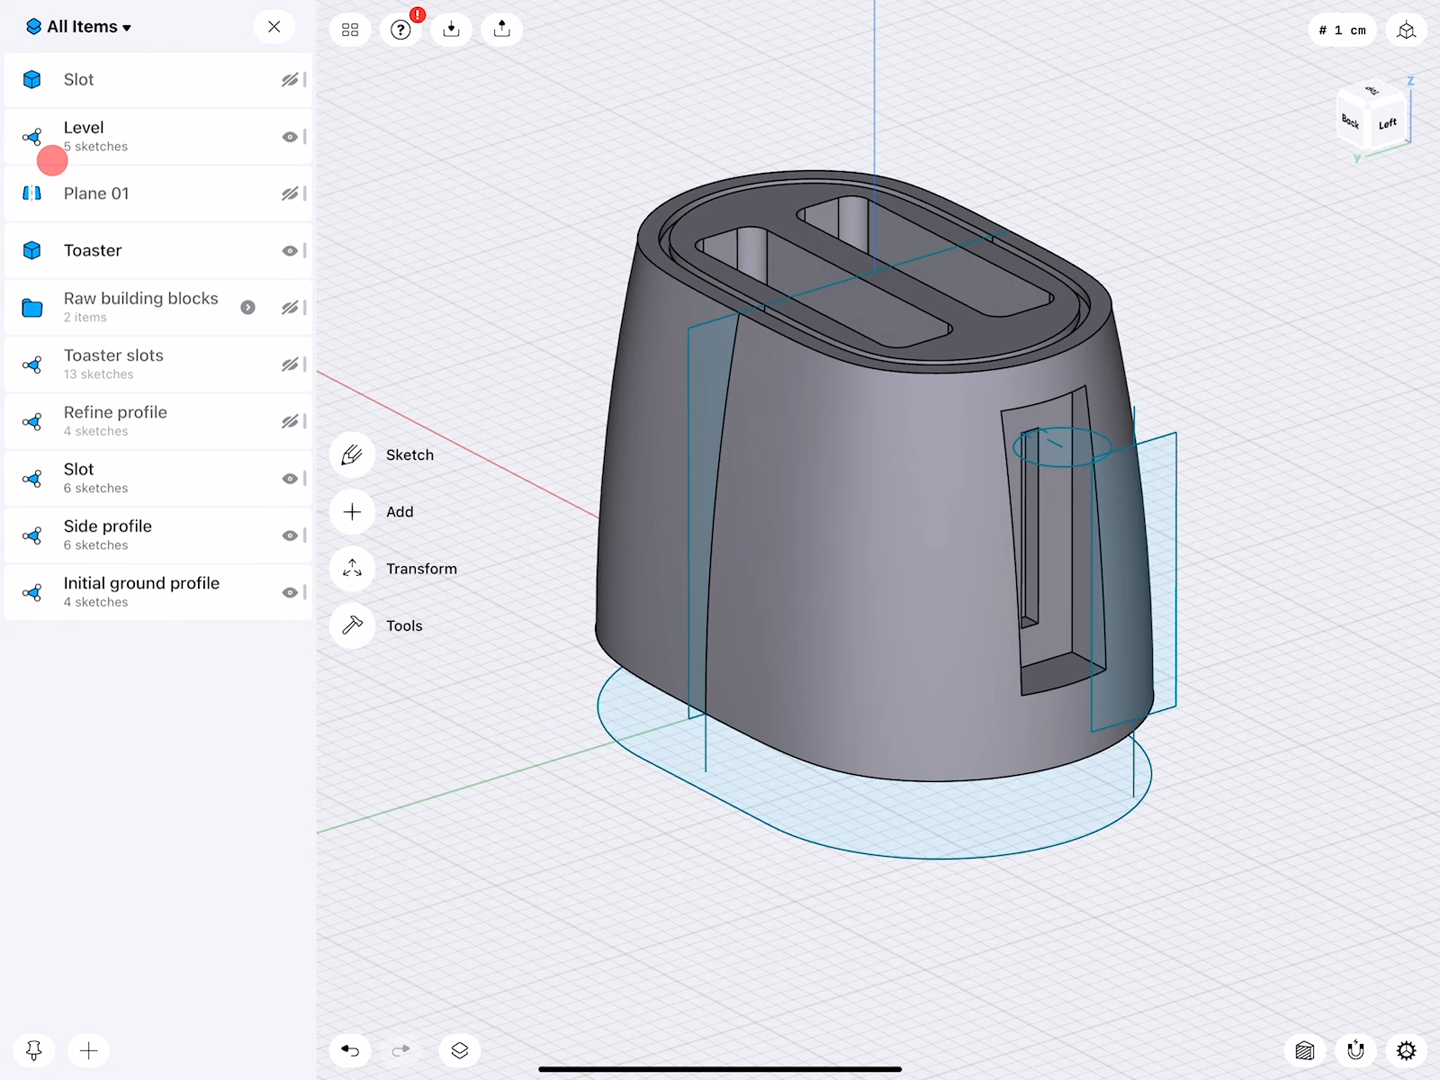 All Items
Slot
Level
5 sketches
Plane 01
Toaster
Raw building blocks
2 items
Toaster slots
13 sketches
Refine profile
4 sketches
Slot
6 sketches
Side profile
6 sketches
Initial ground profile
4 sketches
Sketch
Add
Transform
Tools
# 1 cm
Z
Top
Back
Left
Y